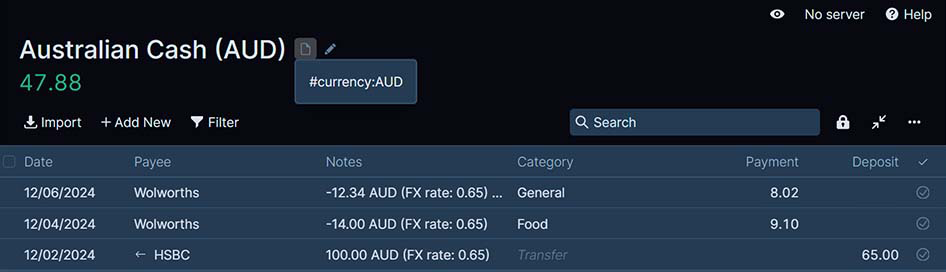 No server Help
Australian Cash (AUD)
47.88
#currency:AUD
Import + Add New Filter Search
Date Payee Notes Category Payment Deposit
12/06/2024 Wolworths -12.34 AUD (FX rate: 0.65) ... General 8.02
12/04/2024 Wolworths -14.00 AUD (FX rate: 0.65) Food 9.10
12/02/2024 ← HSBC 100.00 AUD (FX rate: 0.65) Transfer 65.00